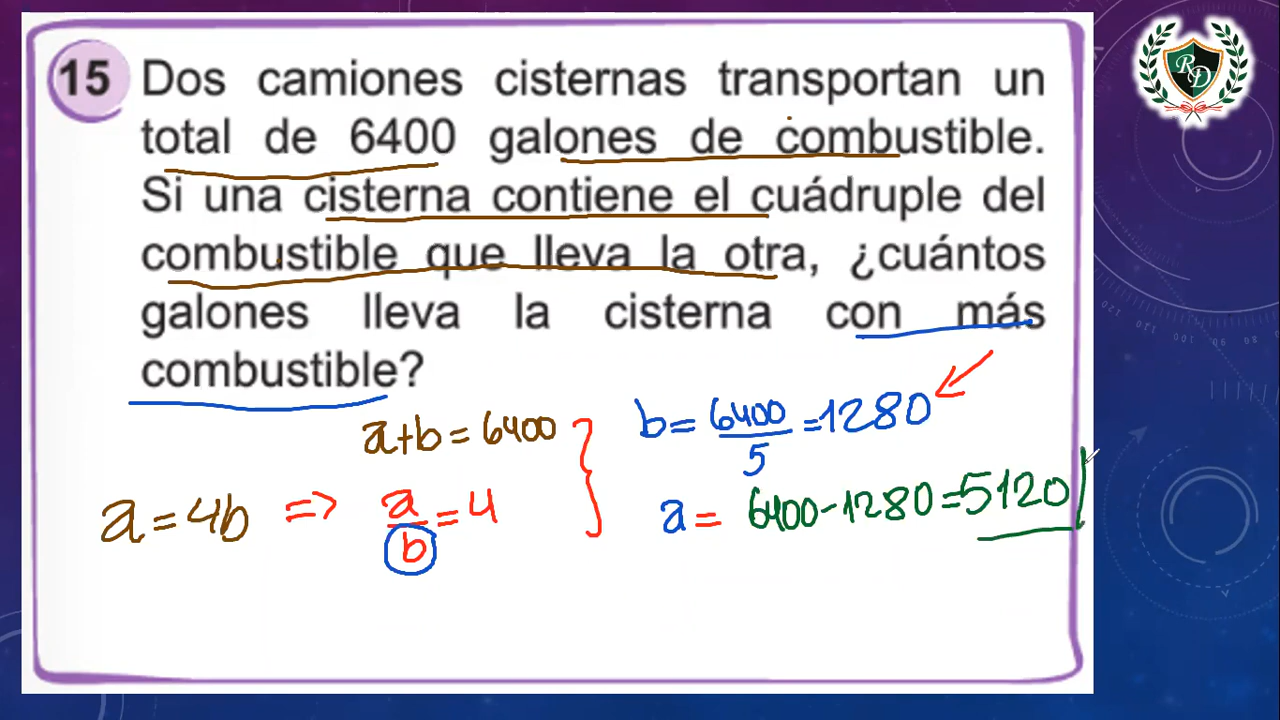 15 Dos camiones cisternas transportan un
total de 6400 galones de combustible.
Si una cisterna contiene el cuádruple del
combustible que lleva la otra, ¿cuántos
galones lleva la cisterna con más
combustible?
a+b=6400
b=6400/5=1280
a=4b => a/b=4
a= 6400-1280=5120
RD